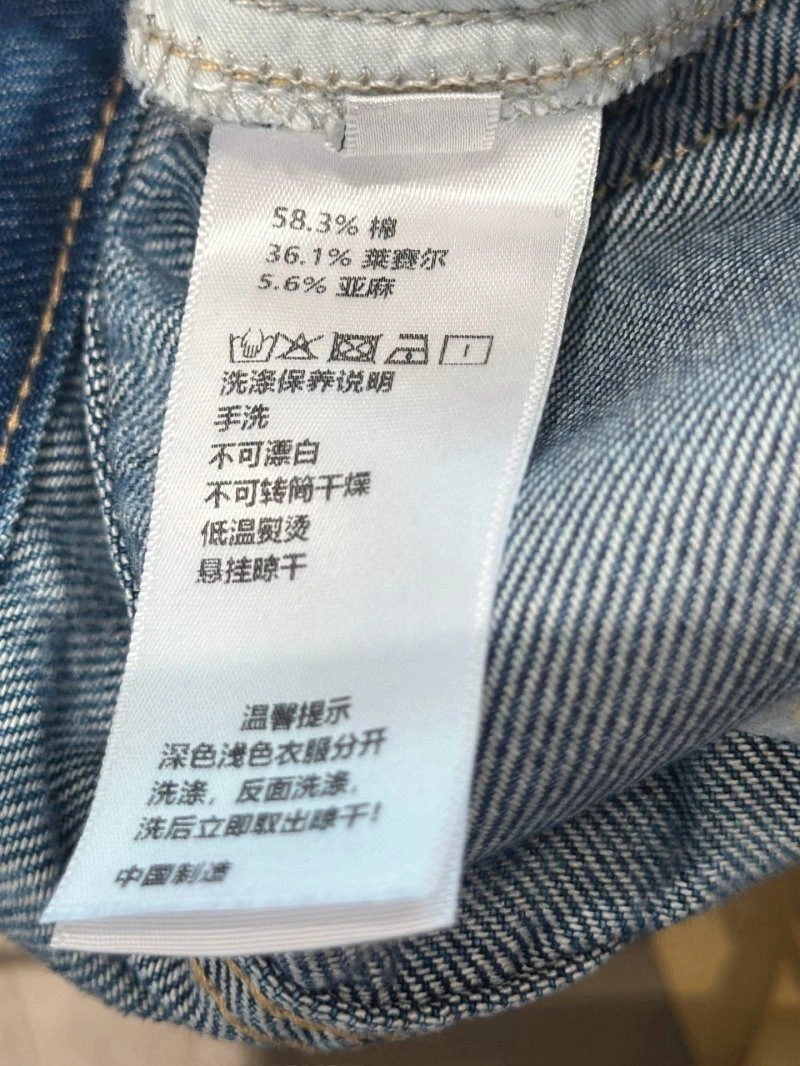 58.3% 棉
36.1% 莱赛尔
5.6% 亚麻
洗涤保养说明
手洗
不可漂白
不可转筒干燥
低温熨烫
悬挂晾干
温馨提示
深色浅色衣服分开
洗涤，反面洗涤，
洗后立即取出晾干！
中國制造